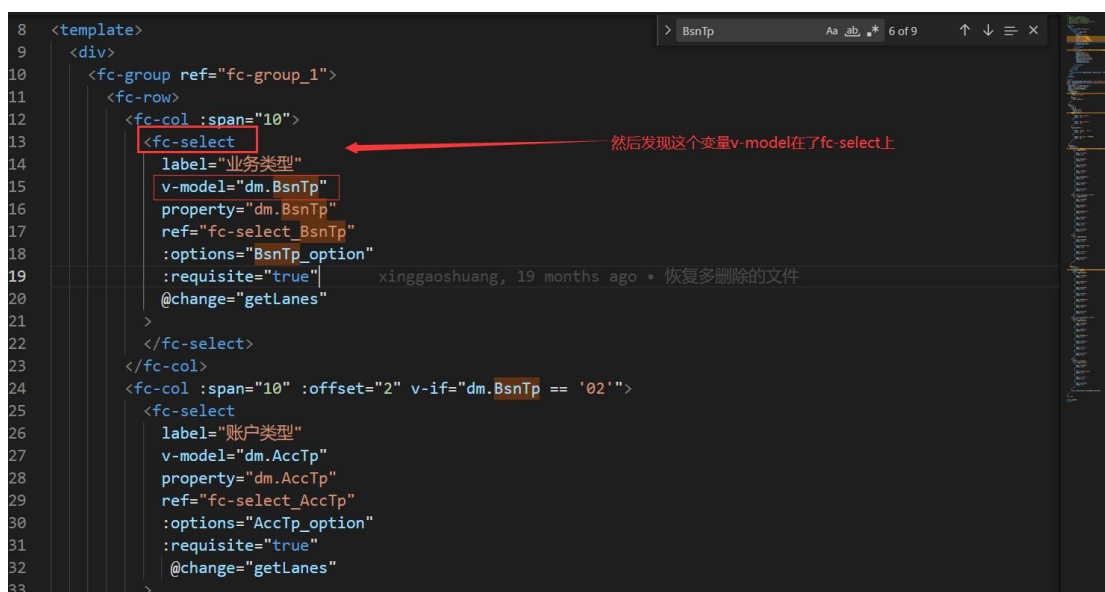 > BsnTp Aa ab .* 6 of 9
8 <template>
9 <div>
10 <fc-group ref="fc-group_1">
11 <fc-row>
12 <fc-col :span="10">
13 <fc-select
然后发现这个变量v-model在了fc-select上
14 label="业务类型"
15 v-model="dm.BsnTp"
16 property="dm.BsnTp"
17 ref="fc-select_BsnTp"
18 :options="BsnTp_option"
19 :requisite="true" xinggaoshuang, 19 months ago • 恢复多删除的文件
20 @change="getLanes"
21 >
22 </fc-select>
23 </fc-col>
24 <fc-col :span="10" :offset="2" v-if="dm.BsnTp == '02'">
25 <fc-select
26 label="账户类型"
27 v-model="dm.AccTp"
28 property="dm.AccTp"
29 ref="fc-select_AccTp"
30 :options="AccTp_option"
31 :requisite="true"
32 @change="getLanes"
33 >